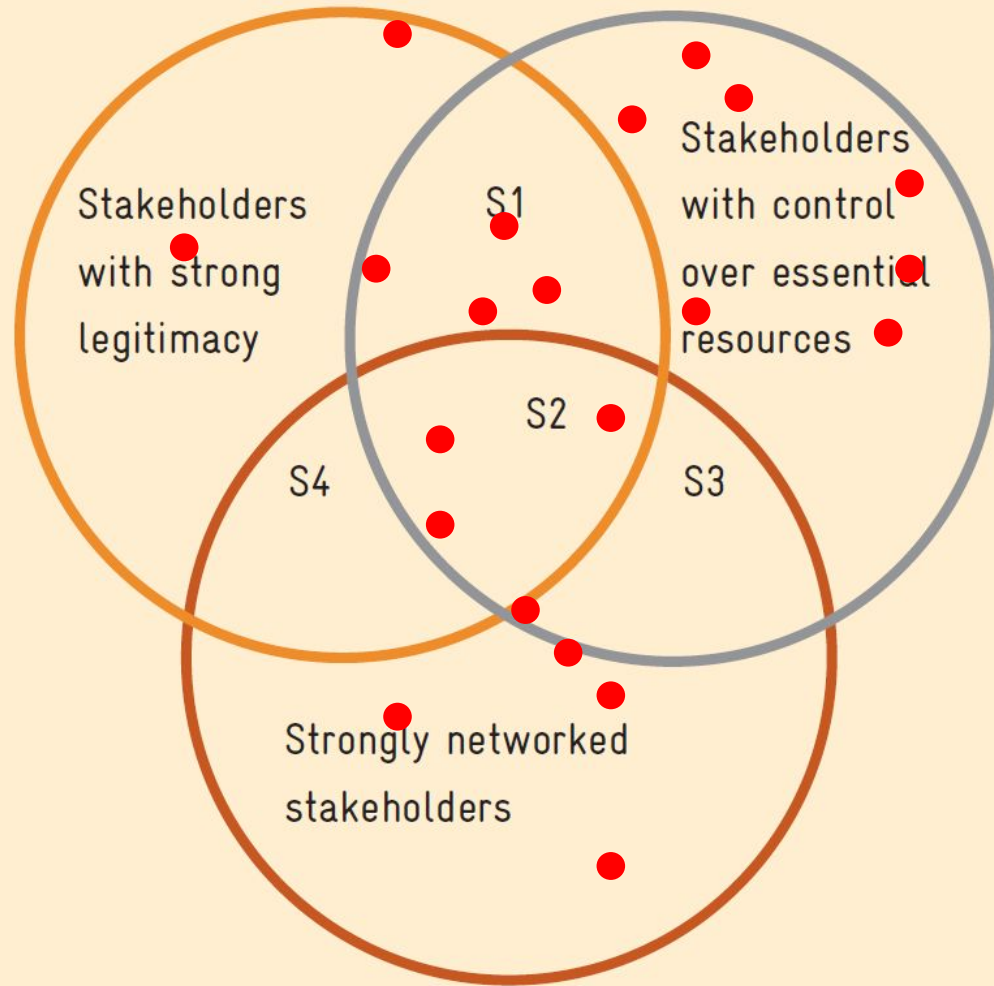 Stakeholders
with strong
legitimacy
S1
Stakeholders
with control
over essential
resources
S2
S4
S3
Strongly networked
stakeholders